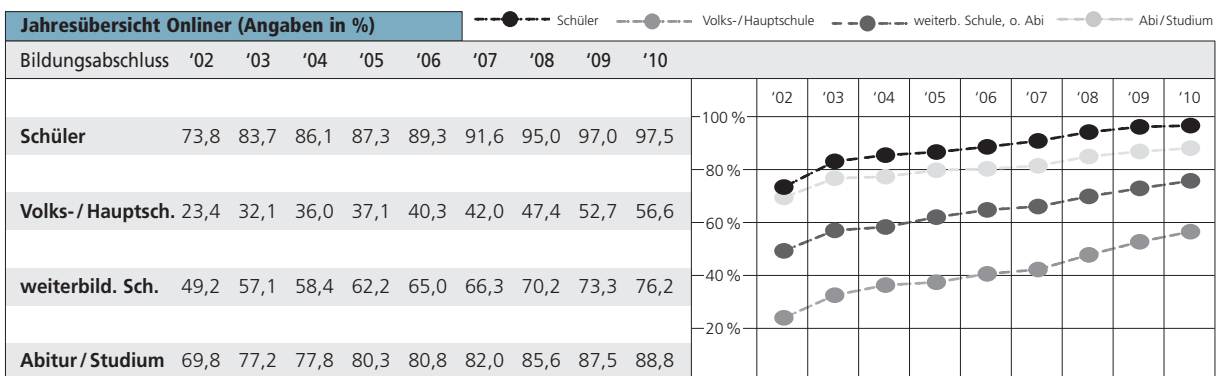 Jahresübersicht Onliner (Angaben in %)
Schüler Volks-/Hauptschule weiterb. Schule, o. Abi Abi/Studium
Bildungsabschluss ‘02 ‘03 ‘04 ‘05 ‘06 ‘07 ‘08 ‘09 ‘10
‘02 ‘03 ‘04 ‘05 ‘06 ‘07 ‘08 ‘09 ‘10
100 %
Schüler 73,8 83,7 86,1 87,3 89,3 91,6 95,0 97,0 97,5
80 %
Volks-/Hauptsch. 23,4 32,1 36,0 37,1 40,3 42,0 47,4 52,7 56,6
60 %
weiterbild. Sch. 49,2 57,1 58,4 62,2 65,0 66,3 70,2 73,3 76,2
40 %
20 %
Abitur/Studium 69,8 77,2 77,8 80,3 80,8 82,0 85,6 87,5 88,8